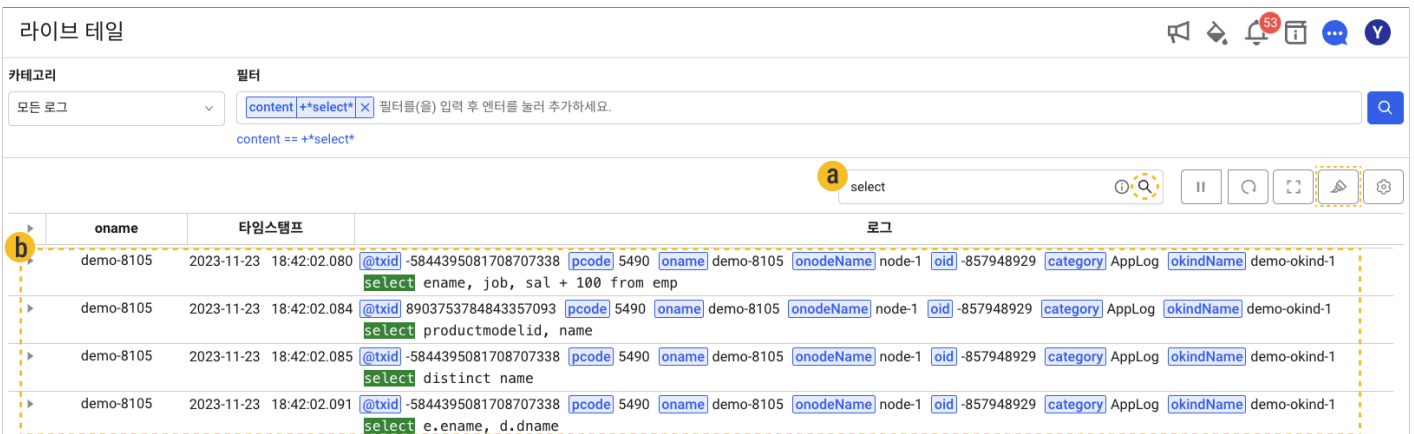 라이브 테일
53
Y
카테고리
필터
모든 로그
content +*select* × 필터를(을) 입력 후 엔터를 눌러 추가하세요.
content == +*select*
a
select
b
oname 타임스탬프 로그
demo-8105 2023-11-23 18:42:02.080 @txid -5844395081708707338 pcode 5490 oname demo-8105 onodeName node-1 oid -857948929 category AppLog okindName demo-okind-1
select ename, job, sal + 100 from emp
demo-8105 2023-11-23 18:42:02.084 @txid 8903753784843357093 pcode 5490 oname demo-8105 onodeName node-1 oid -857948929 category AppLog okindName demo-okind-1
select productmodelid, name
demo-8105 2023-11-23 18:42:02.085 @txid -5844395081708707338 pcode 5490 oname demo-8105 onodeName node-1 oid -857948929 category AppLog okindName demo-okind-1
select distinct name
demo-8105 2023-11-23 18:42:02.091 @txid -5844395081708707338 pcode 5490 oname demo-8105 onodeName node-1 oid -857948929 category AppLog okindName demo-okind-1
select e.ename, d.dname